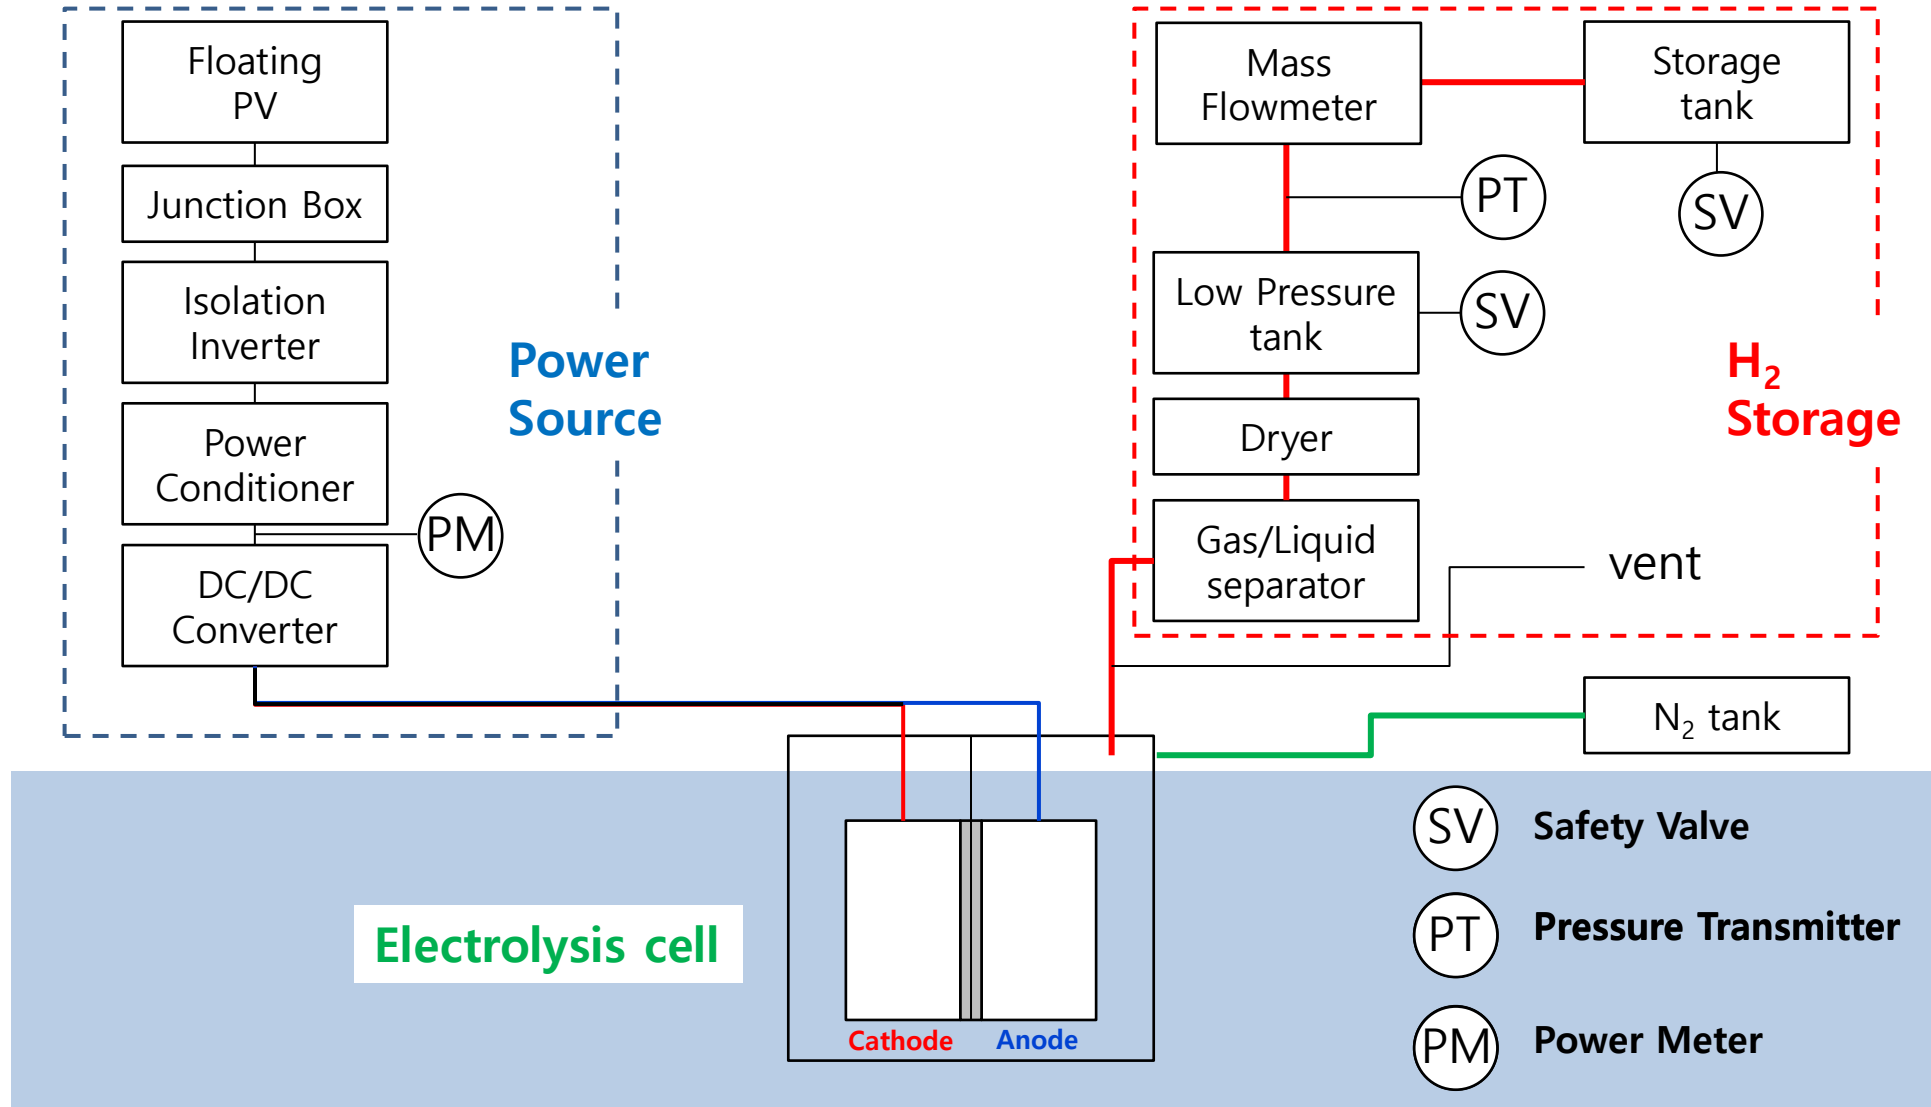 Floating
PV
Junction Box
Isolation
Inverter
Power
Conditioner
PM
DC/DC
Converter
Power
Source
Mass
Flowmeter
Storage
tank
PT
SV
Low Pressure
tank
SV
H₂
Storage
Dryer
Gas/Liquid
separator
vent
N₂ tank
Electrolysis cell
Cathode
Anode
SV Safety Valve
PT Pressure Transmitter
PM Power Meter